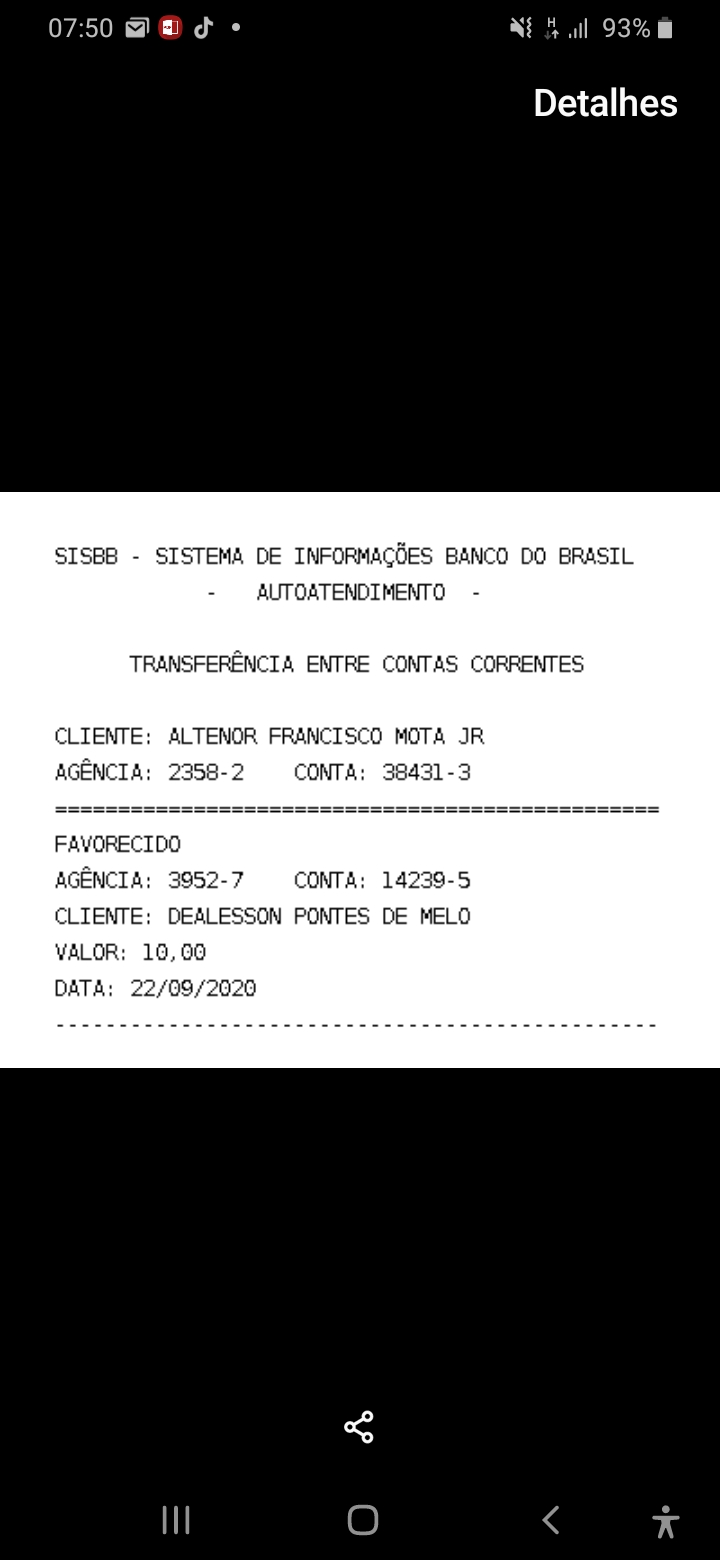 07:50 93%
Detalhes
SISBB - SISTEMA DE INFORMAÇÕES BANCO DO BRASIL
- AUTOATENDIMENTO -
TRANSFERÊNCIA ENTRE CONTAS CORRENTES
CLIENTE: ALTENOR FRANCISCO MOTA JR
AGÊNCIA: 2358-2 CONTA: 38431-3
================================================
FAVORECIDO
AGÊNCIA: 3952-7 CONTA: 14239-5
CLIENTE: DEALESSON PONTES DE MELO
VALOR: 10,00
DATA: 22/09/2020
------------------------------------------------